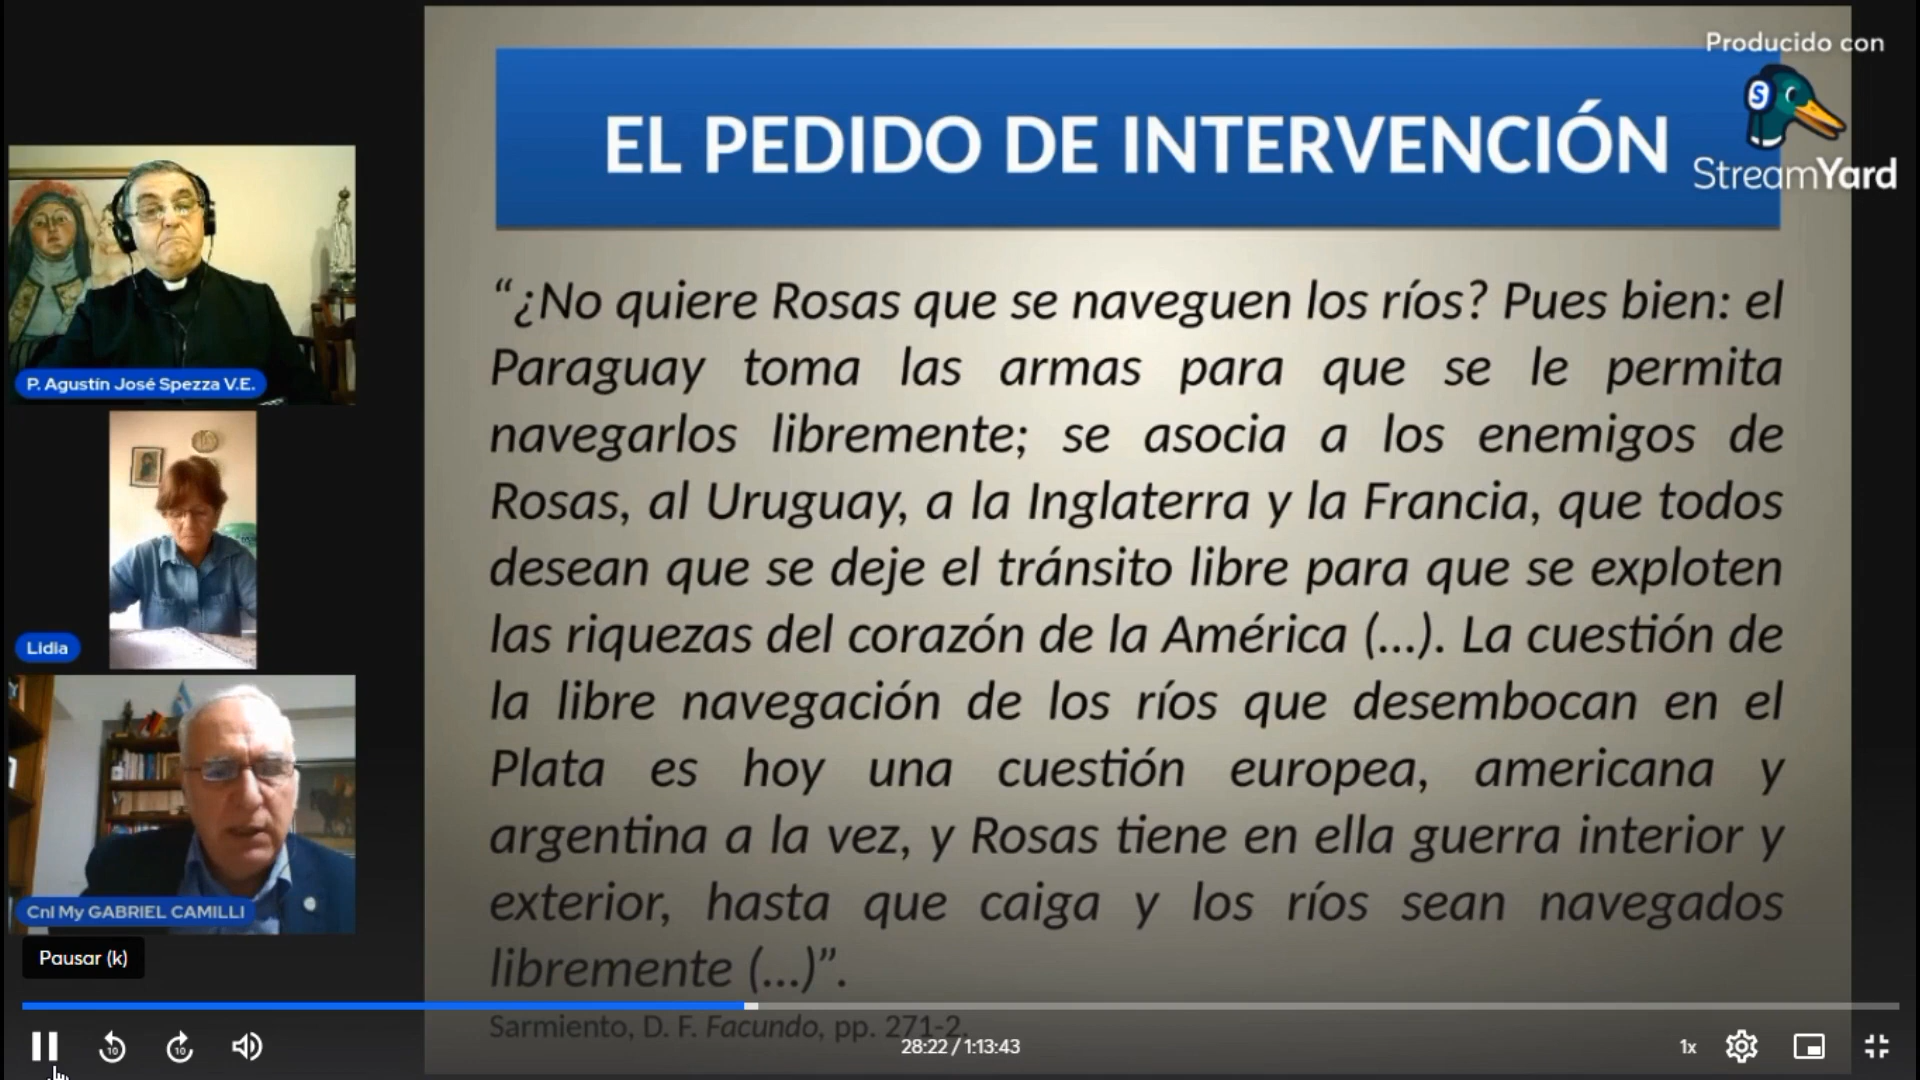 Producido con
StreamYard
EL PEDIDO DE INTERVENCIÓN
“¿No quiere Rosas que se naveguen los ríos? Pues bien: el
Paraguay toma las armas para que se le permita
navegarlos libremente; se asocia a los enemigos de
Rosas, al Uruguay, a la Inglaterra y la Francia, que todos
desean que se deje el tránsito libre para que se exploten
las riquezas del corazón de la América (...). La cuestión de
la libre navegación de los ríos que desembocan en el
Plata es hoy una cuestión europea, americana y
argentina a la vez, y Rosas tiene en ella guerra interior y
exterior, hasta que caiga y los ríos sean navegados
libremente (...)”.
Sarmiento, D. F. Facundo, pp. 271-2.
P. Agustín José Spezza V.E.
Lidia
Cnl My GABRIEL CAMILLI
Pausar (k)
10
10
28:22 / 1:13:43
1x